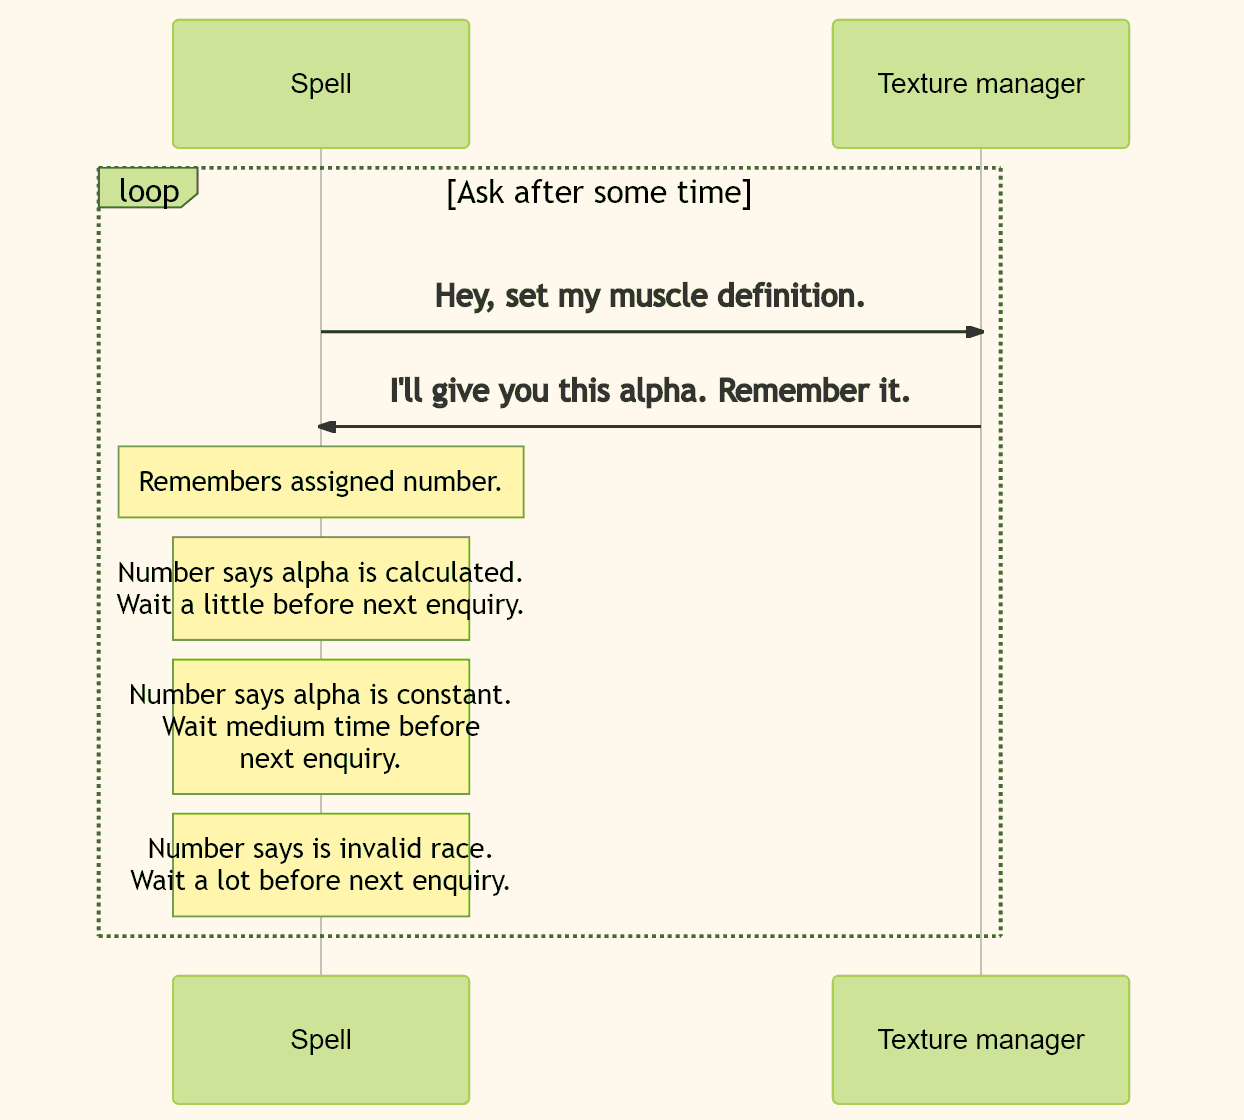 Spell
Texture manager
loop
[Ask after some time]
Hey, set my muscle definition.
I'll give you this alpha. Remember it.
Remembers assigned number.
Number says alpha is calculated.
Wait a little before next enquiry.
Number says alpha is constant.
Wait medium time before
next enquiry.
Number says is invalid race.
Wait a lot before next enquiry.
Spell
Texture manager